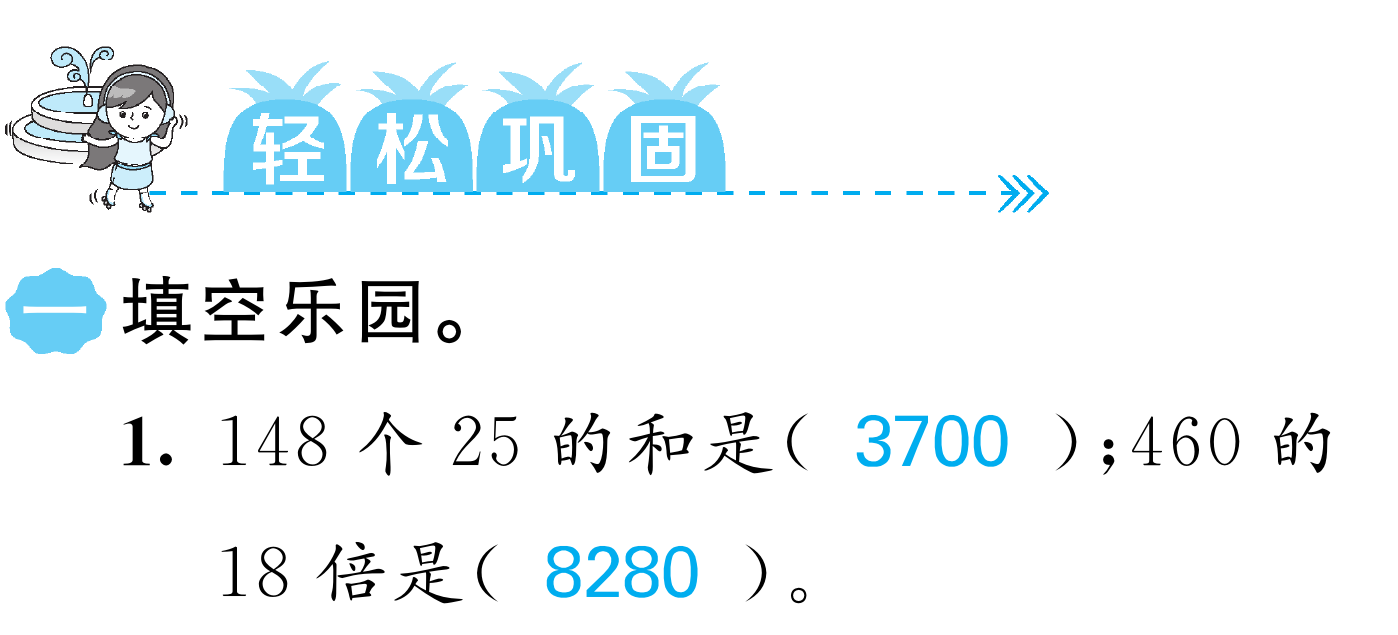 轻松巩固
一 填空乐园。
1. 148 个 25 的和是( 3700 );460 的
18 倍是( 8280 )。